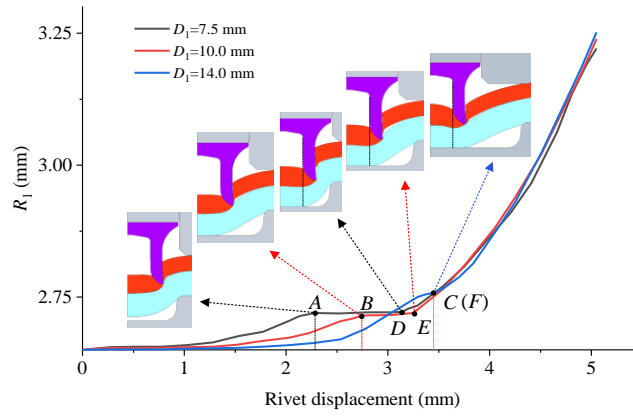 3.25
3.00
2.75
R₁ (mm)
D₁=7.5 mm
D₁=10.0 mm
D₁=14.0 mm
A
B
D
E
C (F)
0
1
2
3
4
5
Rivet displacement (mm)